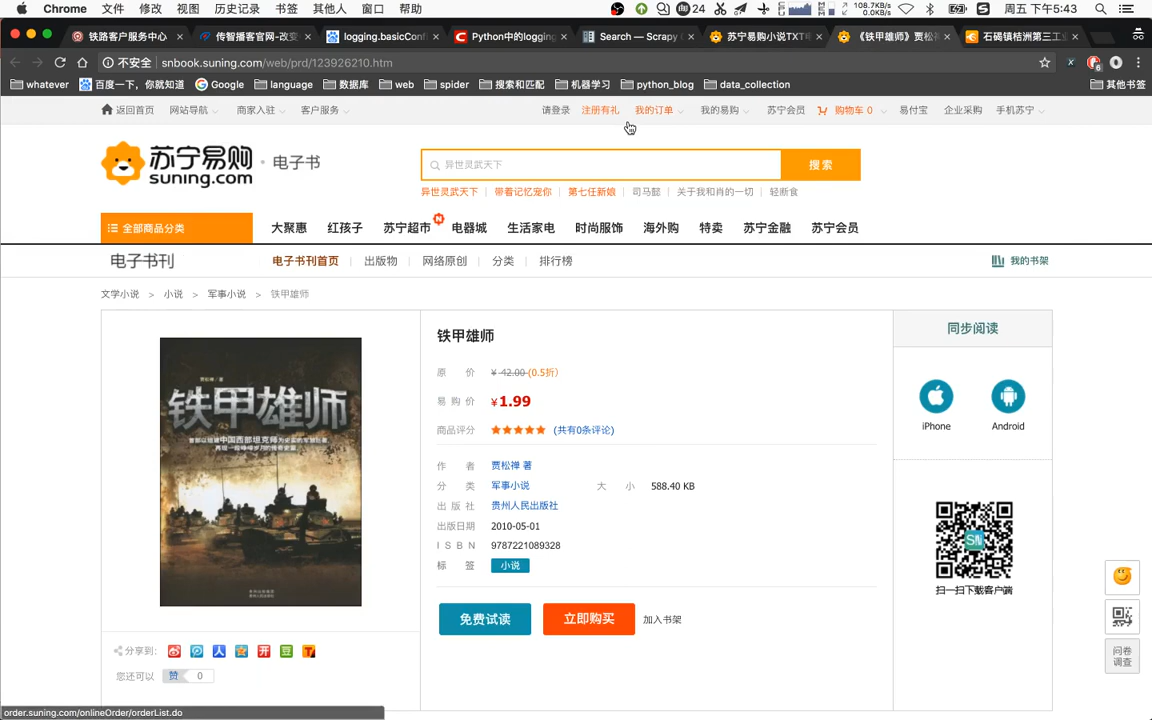 Chrome 文件 修改 视图 历史记录 书签 其他人 窗口 帮助 24 108.7KB/s 0.0KB/s 周五 下午5:43
铁路客户服务中心 传智播客官网-改变 logging.basicConf Python中的logging Search — Scrapy 苏宁易购小说TXT 《铁甲雄师》贾松 石碣镇桔洲第三工
不安全 snbook.suning.com/web/prd/123926210.htm
whatever 百度一下，你就知道 Google language 数据库 web spider 搜索和匹配 机器学习 python_blog data_collection 其他书签
返回首页 网站导航 商家入驻 客户服务 请登录 注册有礼 我的订单 我的易购 苏宁会员 购物车 0 易付宝 企业采购 手机苏宁
苏宁易购 suning.com · 电子书
异世灵武天下 搜索
异世灵武天下 带着记忆宠你 第七任新娘 司马懿 关于我和肖的一切 轻断食
全部商品分类 大聚惠 红孩子 苏宁超市 N 电器城 生活家电 时尚服饰 海外购 特卖 苏宁金融 苏宁会员
电子书刊 电子书刊首页 出版物 网络原创 分类 排行榜 我的书架
文学小说 > 小说 > 军事小说 > 铁甲雄师
铁甲雄师
原 价 ¥ 42.00 (0.5折)
易 购 价 ¥1.99
商品评分 (共有0条评论)
作 者 贾松禅 著
分 类 军事小说 大 小 588.40 KB
出 版 社 贵州人民出版社
出版日期 2010-05-01
I S B N 9787221089328
标 签 小说
免费试读 立即购买 加入书架
同步阅读
iPhone Android
SN
扫一扫下载客户端
铁甲雄师
分享到: 人 开 豆
您还可以 赞 0
问卷
调查
order.suning.com/onlineOrder/orderList.do